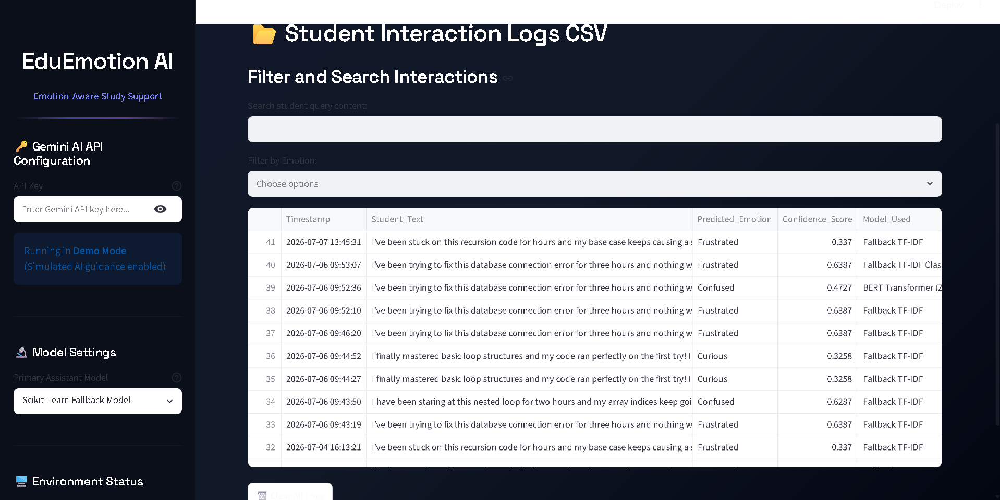 Deploy
EduEmotion AI
Emotion-Aware Study Support
Gemini AI API
Configuration
API Key
Enter Gemini API key here...
Running in Demo Mode
(Simulated AI guidance enabled)
Model Settings
Primary Assistant Model
Scikit-Learn Fallback Model
Environment Status
Student Interaction Logs CSV
Filter and Search Interactions
Search student query content:
Filter by Emotion:
Choose options
Timestamp Student_Text Predicted_Emotion Confidence_Score Model_Used
41 2026-07-07 13:45:31 I've been stuck on this recursion code for hours and my base case keeps causing a s Frustrated 0.337 Fallback TF-IDF
40 2026-07-06 09:53:07 I've been trying to fix this database connection error for three hours and nothing w Frustrated 0.6387 Fallback TF-IDF Clas
39 2026-07-06 09:52:36 I've been trying to fix this database connection error for three hours and nothing w Confused 0.4727 BERT Transformer (Z
38 2026-07-06 09:52:10 I've been trying to fix this database connection error for three hours and nothing w Frustrated 0.6387 Fallback TF-IDF
37 2026-07-06 09:46:20 I've been trying to fix this database connection error for three hours and nothing w Frustrated 0.6387 Fallback TF-IDF
36 2026-07-06 09:44:52 I finally mastered basic loop structures and my code ran perfectly on the first try! I Curious 0.3258 Fallback TF-IDF
35 2026-07-06 09:44:27 I finally mastered basic loop structures and my code ran perfectly on the first try! I Curious 0.3258 Fallback TF-IDF
34 2026-07-06 09:43:50 I have been staring at this nested loop for two hours and my array indices keep goi Confused 0.6287 Fallback TF-IDF
33 2026-07-06 09:43:19 I've been trying to fix this database connection error for three hours and nothing w Frustrated 0.6387 Fallback TF-IDF
32 2026-07-04 16:13:21 I've been stuck on this recursion code for hours and my base case keeps causing a s Frustrated 0.337 Fallback TF-IDF
Clear All Logs